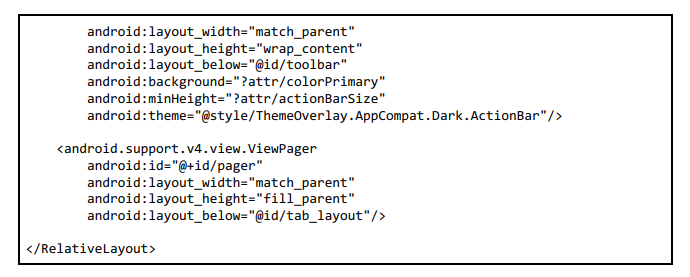 android:layout_width="match_parent"
android:layout_height="wrap_content"
android:layout_below="@id/toolbar"
android:background="?attr/colorPrimary"
android:minHeight="?attr/actionBarSize"
android:theme="@style/ThemeOverlay.AppCompat.Dark.ActionBar"/>
<android.support.v4.view.ViewPager
android:id="@+id/pager"
android:layout_width="match_parent"
android:layout_height="fill_parent"
android:layout_below="@id/tab_layout"/>
</RelativeLayout>